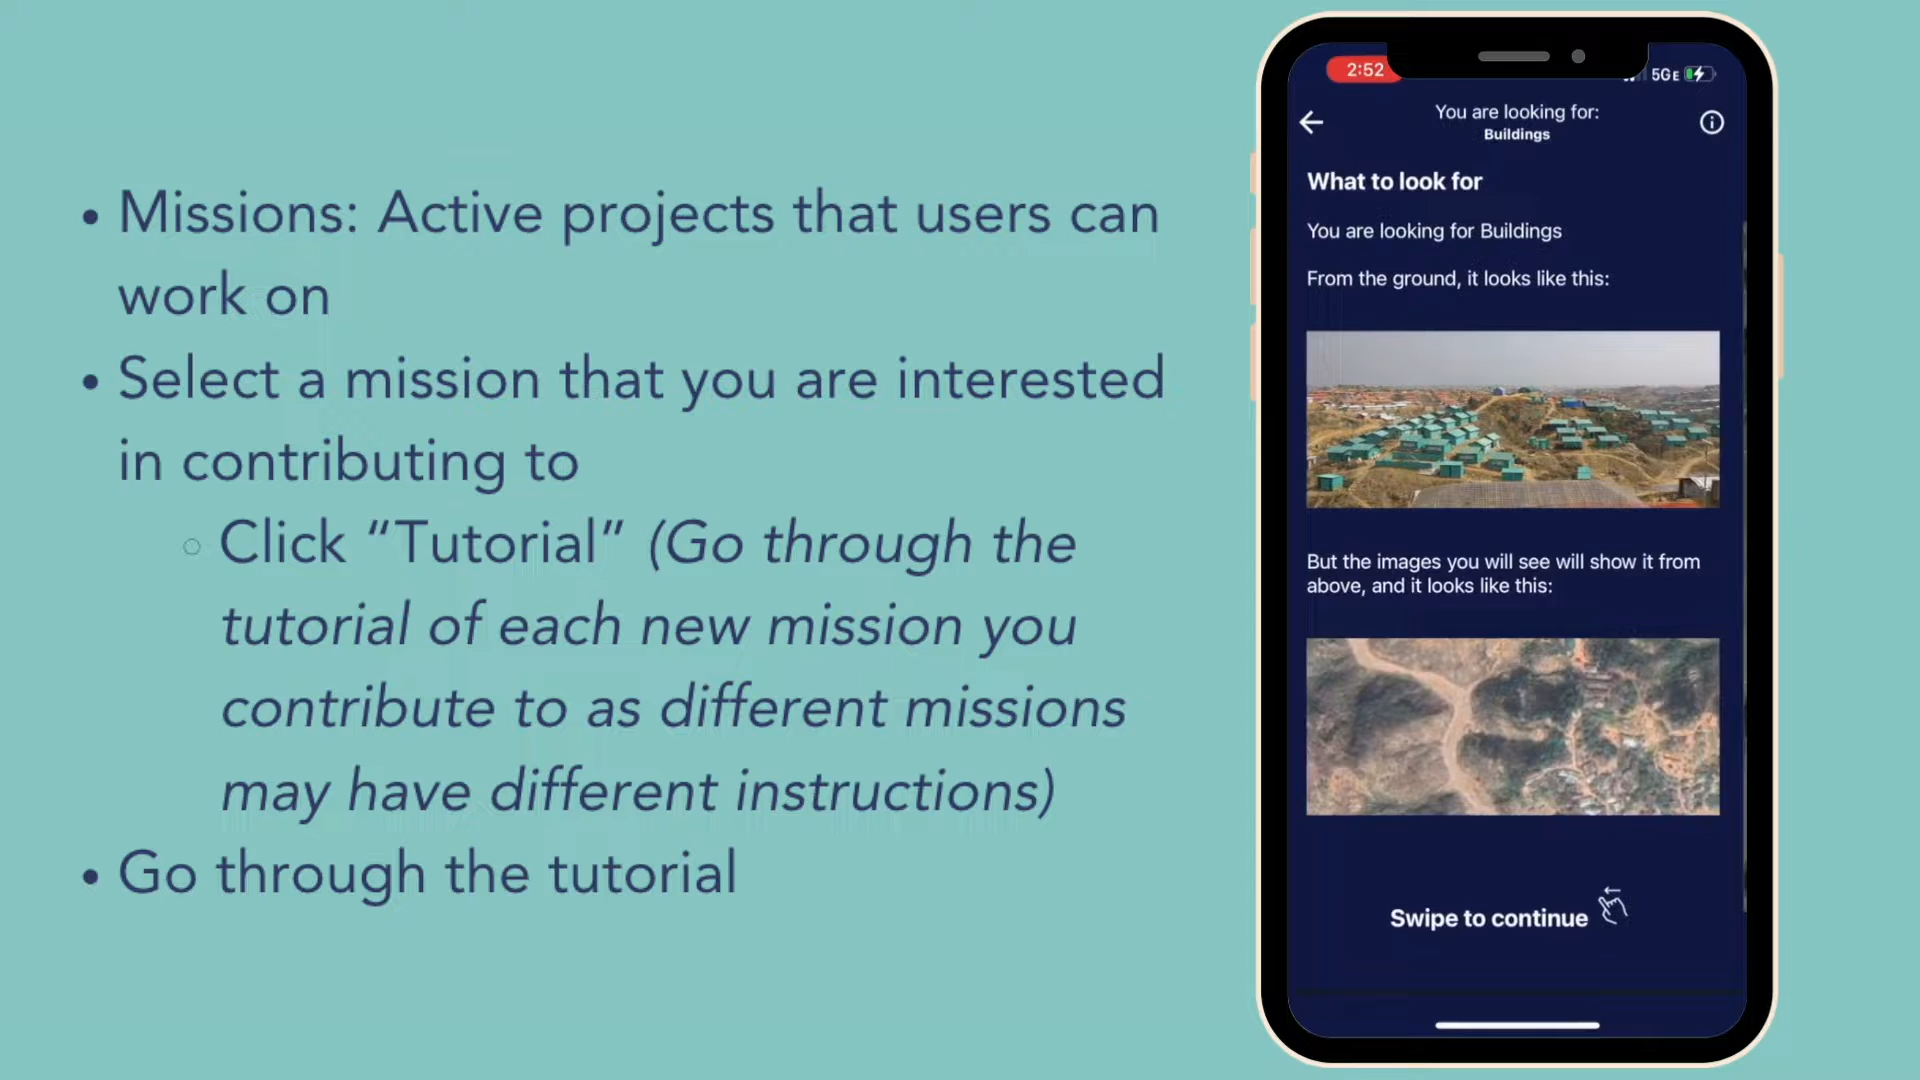 • Missions: Active projects that users can
work on
• Select a mission that you are interested
in contributing to
○ Click “Tutorial” (Go through the
tutorial of each new mission you
contribute to as different missions
may have different instructions)
• Go through the tutorial
2:52
5GE
You are looking for:
Buildings
What to look for
You are looking for Buildings
From the ground, it looks like this:
But the images you will see will show it from
above, and it looks like this:
Swipe to continue